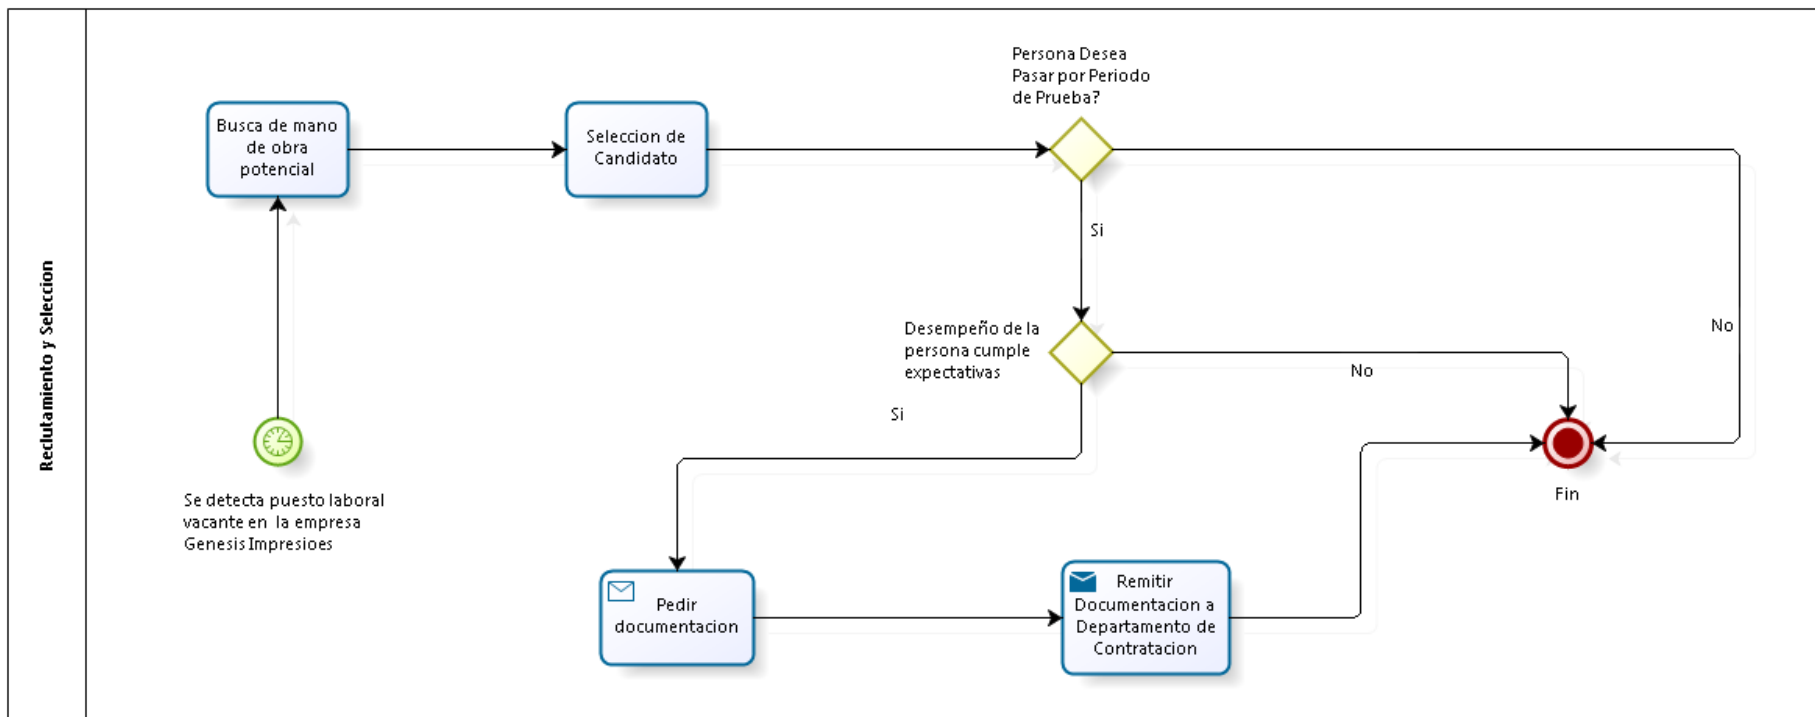 Reclutamiento y Seleccion
Persona Desea
Pasar por Periodo
de Prueba?
Busca de mano
de obra
potencial
Seleccion de
Candidato
Si
No
Desempeño de la
persona cumple
expectativas
No
Si
Se detecta puesto laboral
vacante en la empresa
Genesis Impresioes
Fin
Pedir
documentacion
Remitir
Documentacion a
Departamento de
Contratacion